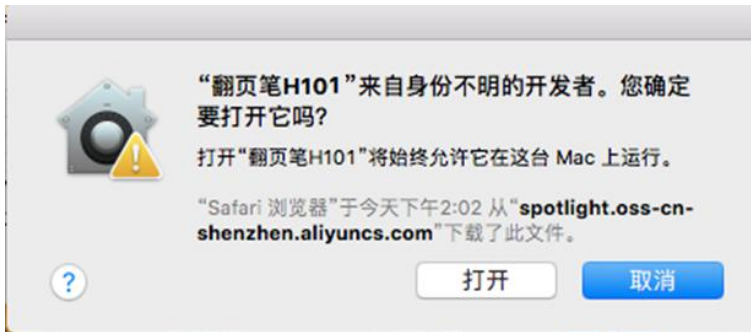 “翻页笔H101”来自身份不明的开发者。您确定
要打开它吗?
打开“翻页笔H101”将始终允许它在这台 Mac 上运行。
“Safari 浏览器”于今天下午2:02 从“spotlight.oss-cn-
shenzhen.aliyuncs.com”下载了此文件。
?
打开
取消